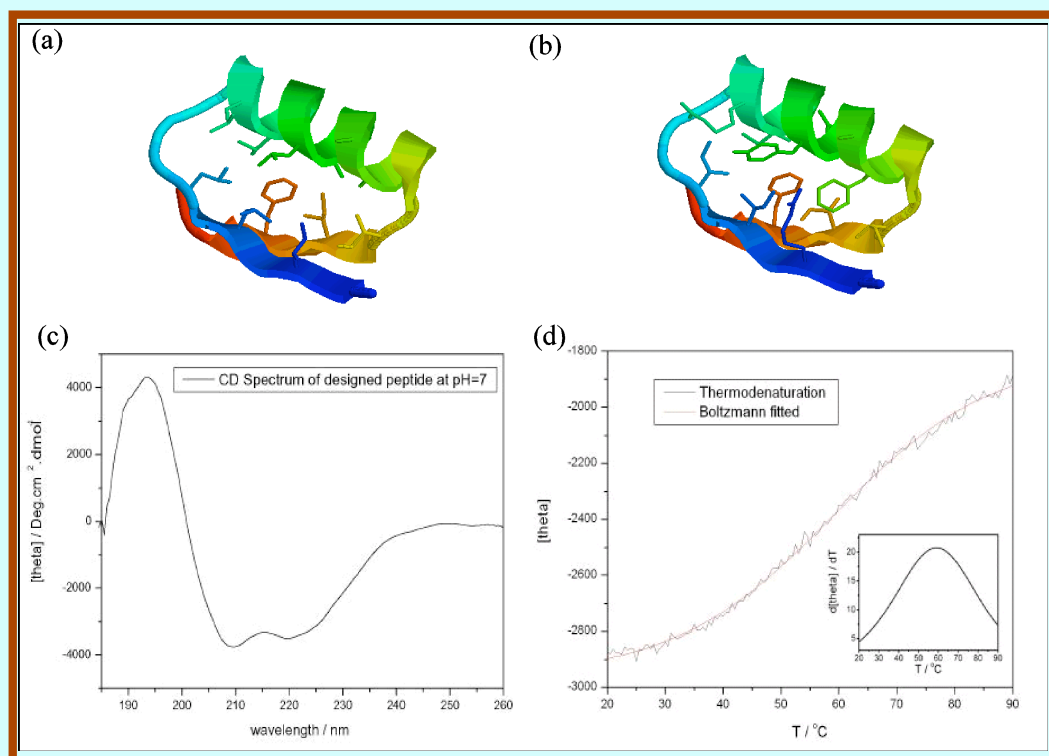 (a)
(b)
(c)
CD Spectrum of designed peptide at pH=7
[theta] / Deg.cm².dmol
4000
2000
0
-2000
-4000
190 200 210 220 230 240 250 260
wavelength / nm
(d)
Thermodenaturation
Boltzmann fitted
[theta]
-1800
-2000
-2200
-2400
-2600
-2800
-3000
20 30 40 50 60 70 80 90
T / °C
d[theta] / dT
20
15
10
5
20 30 40 50 60 70 80 90
T / °C